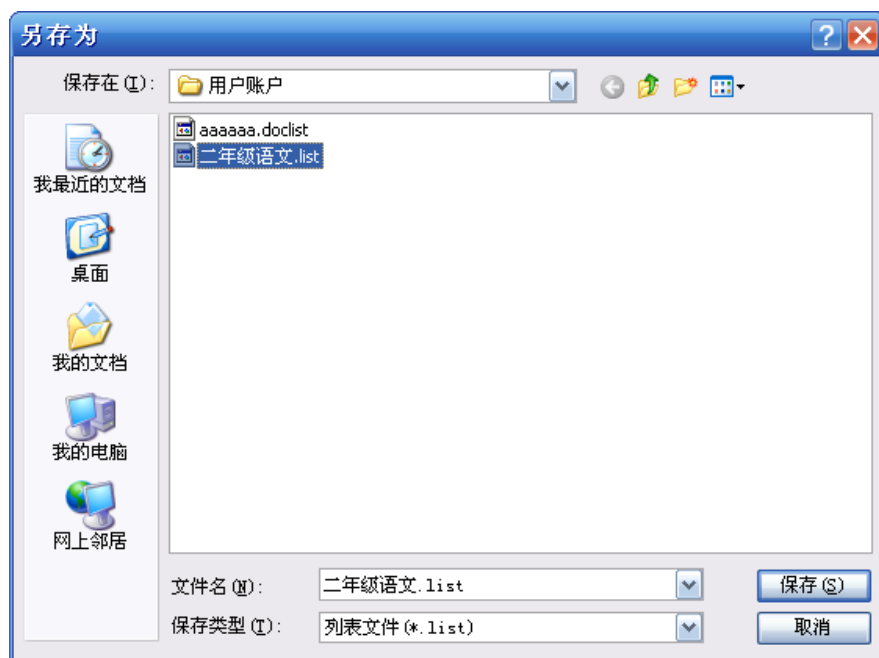 另存为
保存在(I):
用户账户
aaaaaa.doclist
二年级语文.list
我最近的文档
桌面
我的文档
我的电脑
网上邻居
文件名(N):
二年级语文.list
保存(S)
保存类型(T):
列表文件(*.list)
取消